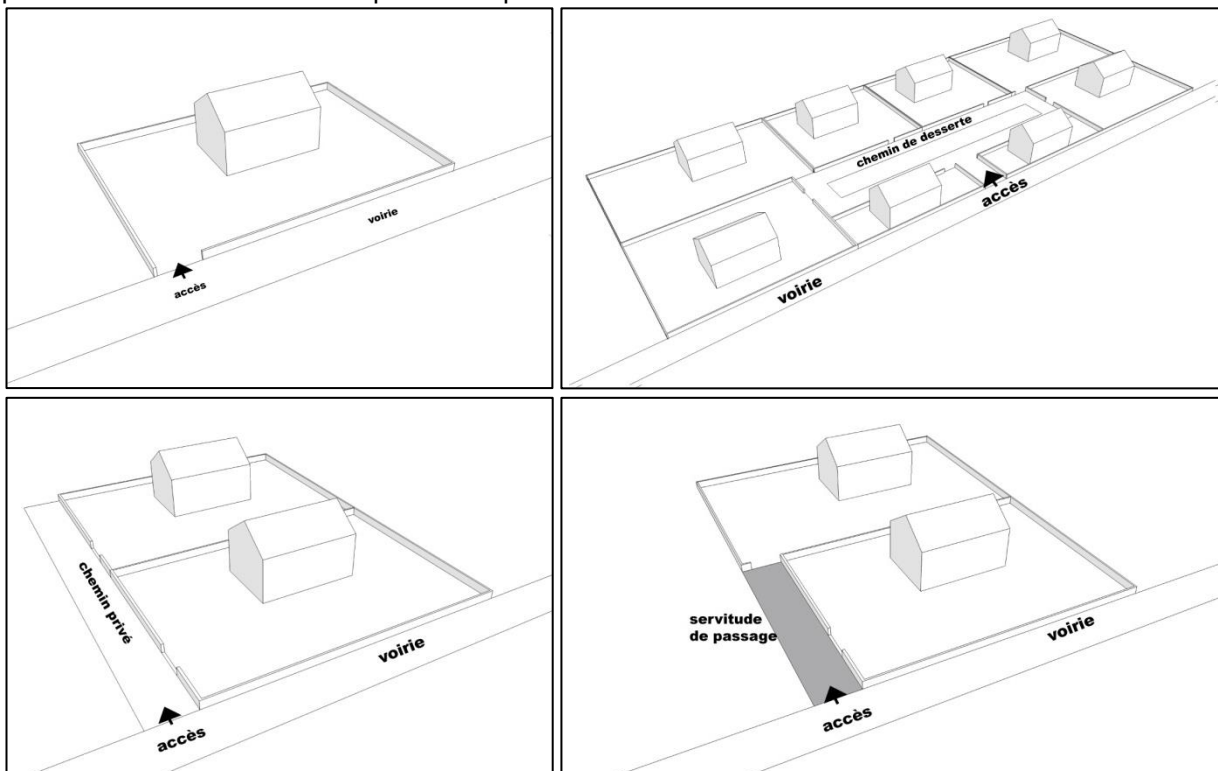 voirie
accès
chemin de desserte
accès
voirie
chemin privé
voirie
accès
servitude
de passage
voirie
accès